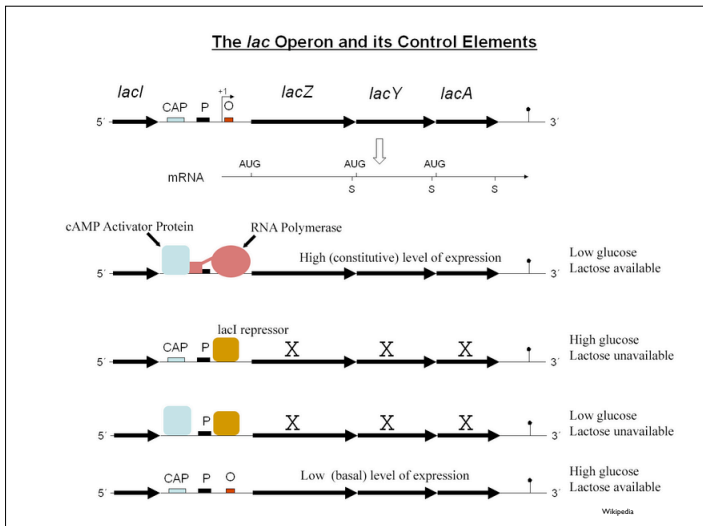 The lac Operon and its Control Elements
lacI
lacZ
lacY
lacA
CAP P +1 O
5´ 3´
mRNA AUG AUG AUG
S S S
cAMP Activator Protein
RNA Polymerase
High (constitutive) level of expression
5´ 3´
Low glucose
Lactose available
lacI repressor
CAP P X X X
5´ 3´
High glucose
Lactose unavailable
P X X X
5´ 3´
Low glucose
Lactose unavailable
CAP P O
Low (basal) level of expression
5´ 3´
High glucose
Lactose available
Wikipedia